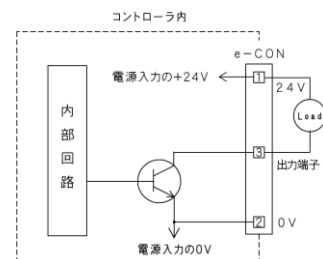 コントローラ内
e-CON
電源入力の+24V
1
24V
Load
内部回路
3
出力端子
2
0V
電源入力の0V